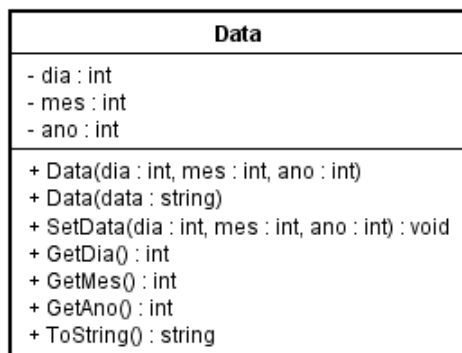 Data
- dia : int
- mes : int
- ano : int
+ Data(dia : int, mes : int, ano : int)
+ Data(data : string)
+ SetData(dia : int, mes : int, ano : int) : void
+ GetDia() : int
+ GetMes() : int
+ GetAno() : int
+ ToString() : string